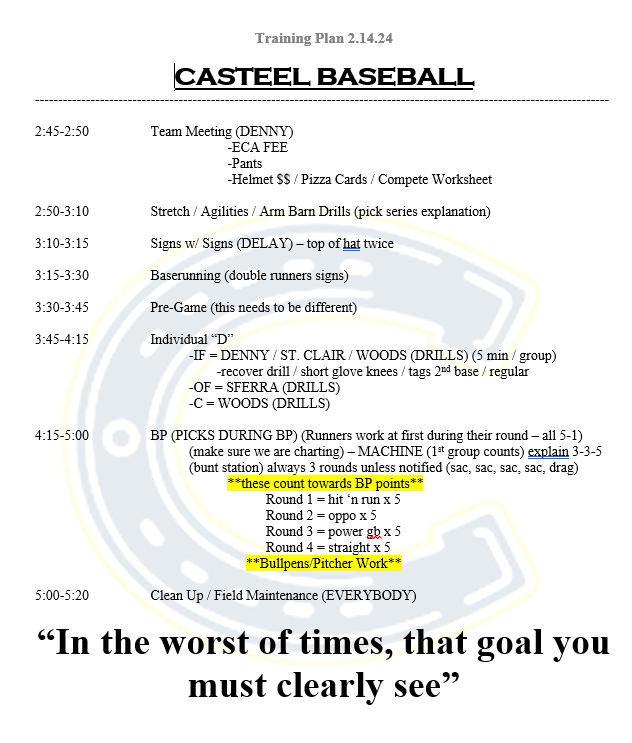 Training Plan 2.14.24
CASTEEL BASEBALL
2:45-2:50 Team Meeting (DENNY)
-ECA FEE
-Pants
-Helmet $$ / Pizza Cards / Compete Worksheet
2:50-3:10 Stretch / Agilities / Arm Barn Drills (pick series explanation)
3:10-3:15 Signs w/ Signs (DELAY) – top of hat twice
3:15-3:30 Baserunning (double runners signs)
3:30-3:45 Pre-Game (this needs to be different)
3:45-4:15 Individual “D”
-IF = DENNY / ST. CLAIR / WOODS (DRILLS) (5 min / group)
-recover drill / short glove knees / tags 2nd base / regular
-OF = SFERRA (DRILLS)
-C = WOODS (DRILLS)
4:15-5:00 BP (PICKS DURING BP) (Runners work at first during their round – all 5-1)
(make sure we are charting) – MACHINE (1st group counts) explain 3-3-5
(bunt station) always 3 rounds unless notified (sac, sac, sac, sac, drag)
**these count towards BP points**
Round 1 = hit ‘n run x 5
Round 2 = oppo x 5
Round 3 = power gb x 5
Round 4 = straight x 5
**Bullpens/Pitcher Work**
5:00-5:20 Clean Up / Field Maintenance (EVERYBODY)
“In the worst of times, that goal you
must clearly see”